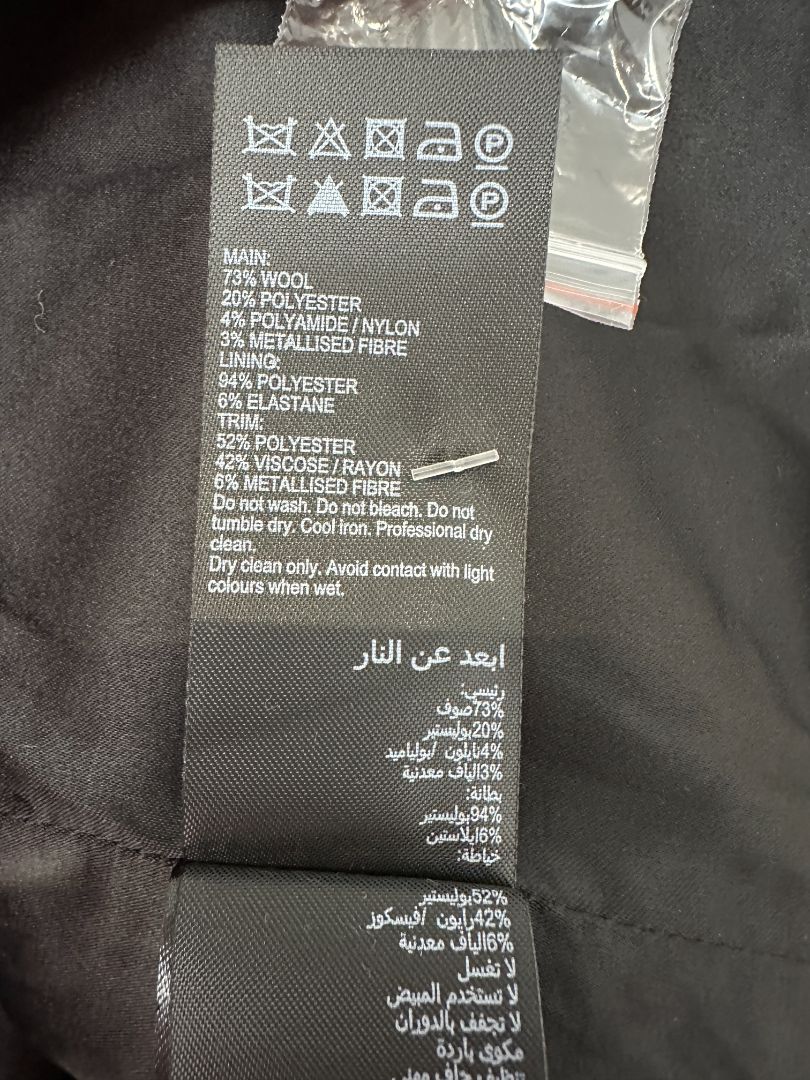 MAIN:
73% WOOL
20% POLYESTER
4% POLYAMIDE / NYLON
3% METALLISED FIBRE
LINING:
94% POLYESTER
6% ELASTANE
TRIM:
52% POLYESTER
42% VISCOSE / RAYON
6% METALLISED FIBRE
Do not wash. Do not bleach. Do not
tumble dry. Cool iron. Professional dry
clean.
Dry clean only. Avoid contact with light
colours when wet.
ابعد عن النار
رئيسي:
73%صوف
20%بوليستير
4%نايلون /بولياميد
3%الياف معدنية
بطانة:
94%بوليستير
6%ايلاستين
خياطة:
52%بوليستير
42%رايون /فيسكوز
6%الياف معدنية
لا تغسل
لا تستخدم المبيض
لا تجفف بالدوران
مكوى باردة
تنظيف جاف مهني